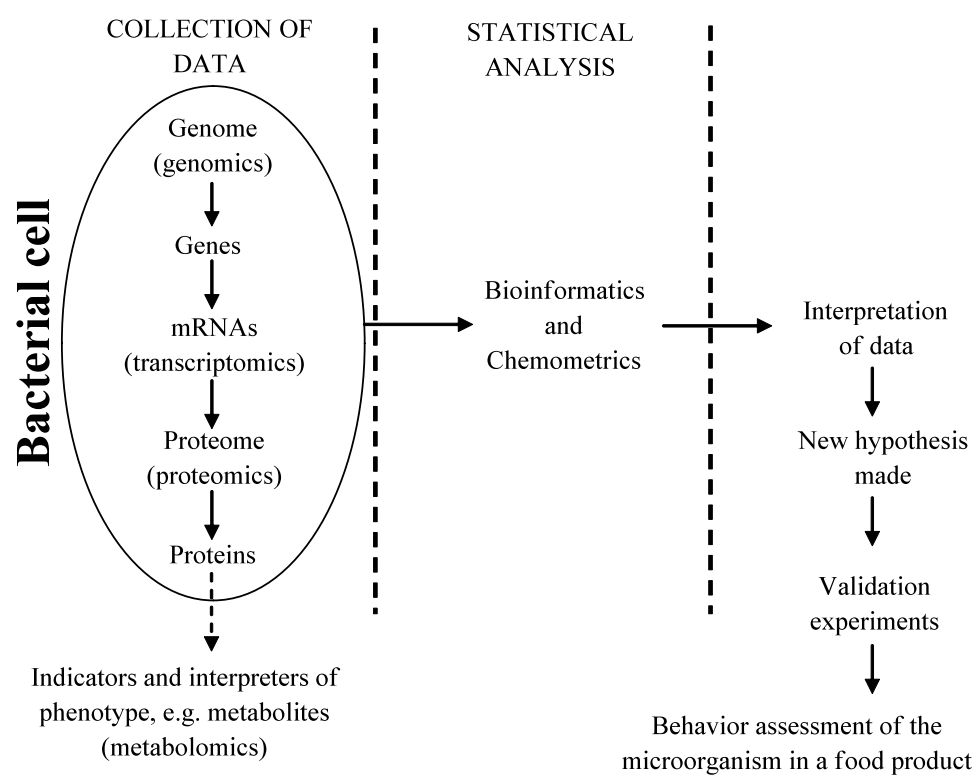 COLLECTION OF
DATA
Bacterial cell
Genome
(genomics)
Genes
mRNAs
(transcriptomics)
Proteome
(proteomics)
Proteins
Indicators and interpreters of
phenotype, e.g. metabolites
(metabolomics)
STATISTICAL
ANALYSIS
Bioinformatics
and
Chemometrics
Interpretation
of data
New hypothesis
made
Validation
experiments
Behavior assessment of the
microorganism in a food product